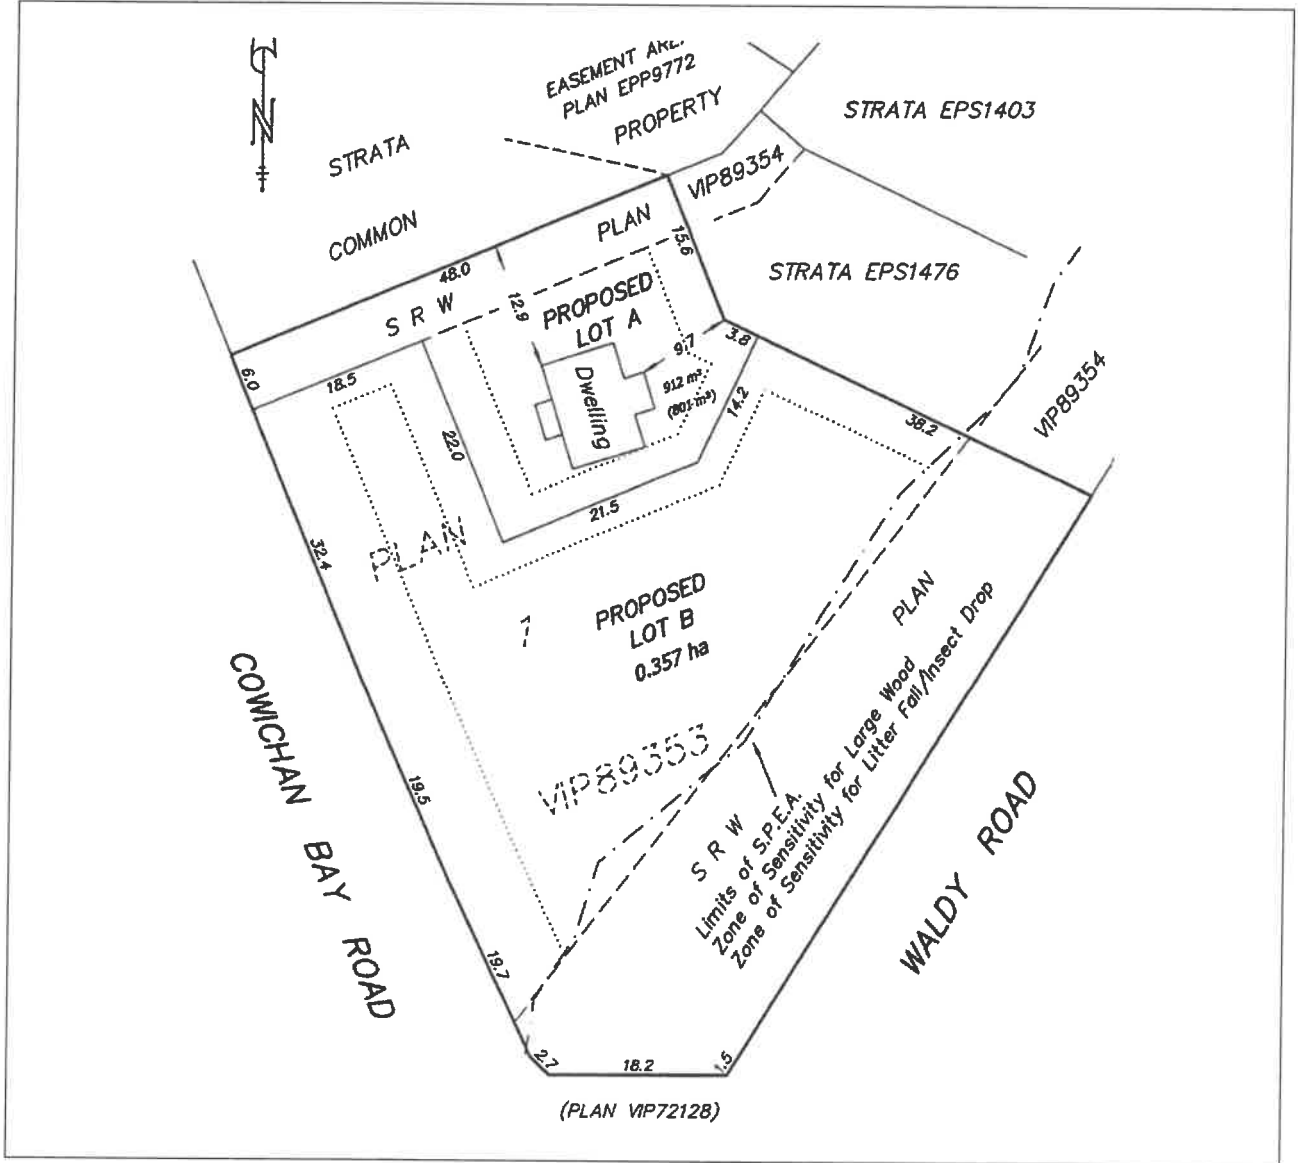 N
EASEMENT AREA
PLAN EPP9772
STRATA
PROPERTY
STRATA EPS1403
COMMON
VIP89354
PLAN
15.6
STRATA EPS1476
48.0
S R W
12.9
PROPOSED
LOT A
9.7
3.8
6.0
18.5
Dwelling
912 m²
(801 m²)
14.2
VIP89354
38.2
22.0
21.5
PLAN
32.4
1
PROPOSED
LOT B
0.357 ha
PLAN
COWICHAN BAY ROAD
VIP89353
19.5
S R W
Limits of S.P.E.A.
Zone of Sensitivity for Large Wood
Zone of Sensitivity for Litter Fall/Insect Drop
WALDY ROAD
19.7
2.7
18.2
(PLAN VIP72128)